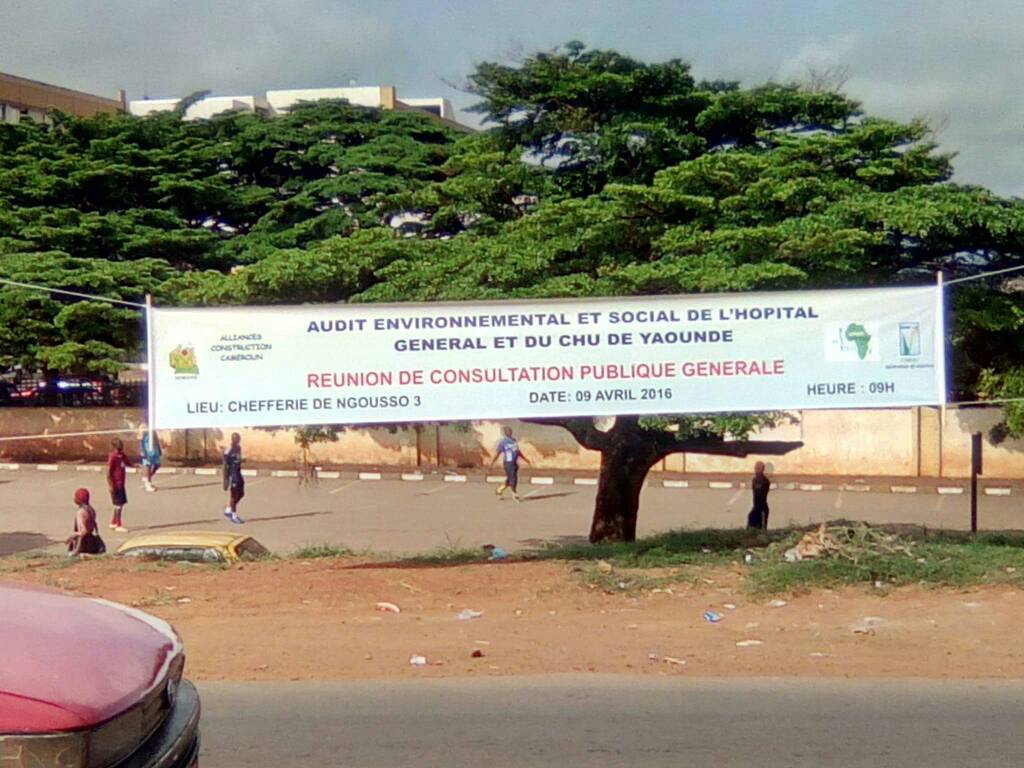 ALLIANCES
CONSTRUCTION
CAMEROUN
AUDIT ENVIRONNEMENTAL ET SOCIAL DE L'HOPITAL
GENERAL ET DU CHU DE YAOUNDE
REUNION DE CONSULTATION PUBLIQUE GENERALE
LIEU: CHEFFERIE DE NGOUSSO 3
DATE: 09 AVRIL 2016
HEURE : 09H